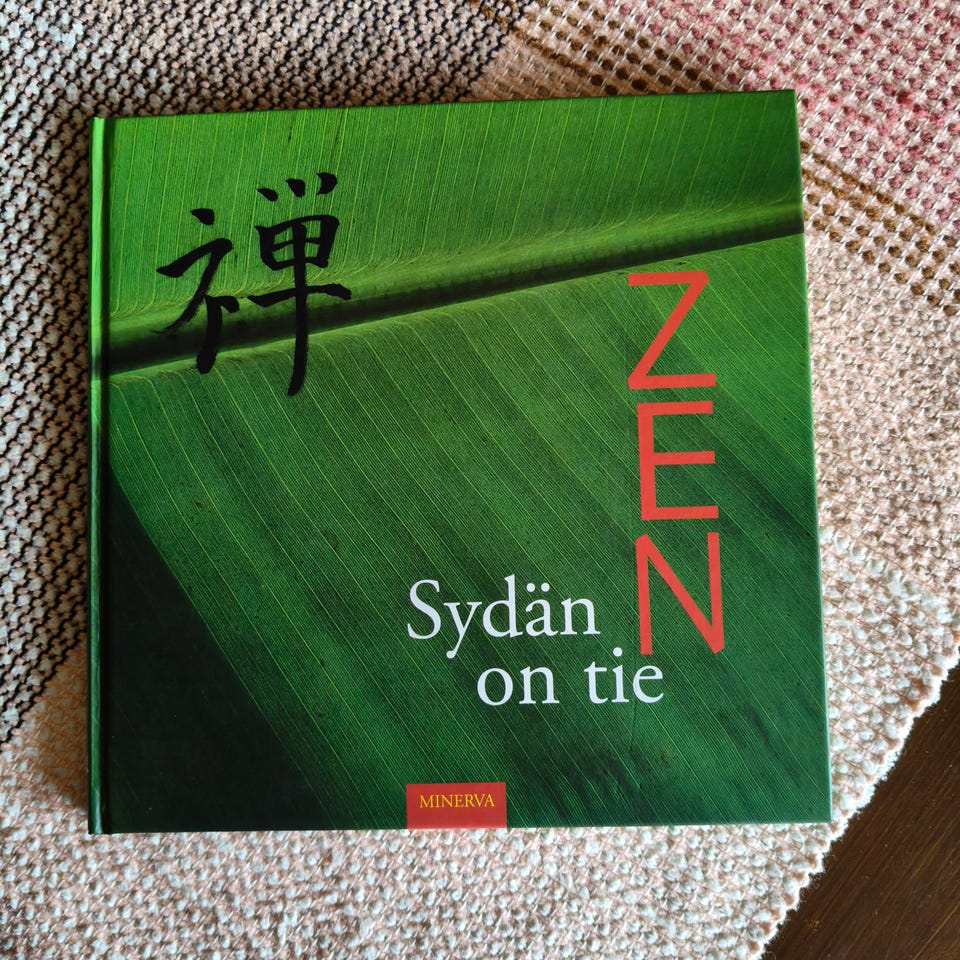 禅
ZEN
Sydän
on tie
MINERVA